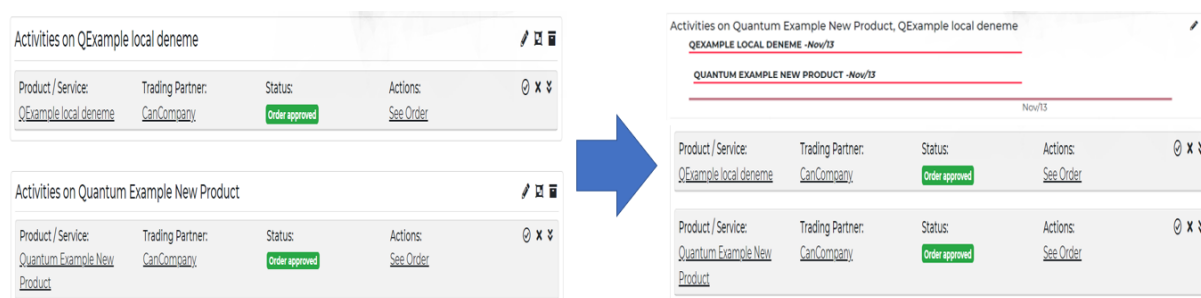 Activities on QExample local deneme
Product / Service: Trading Partner: Status: Actions:
QExample local deneme CanCompany Order approved See Order
Activities on Quantum Example New Product
Product / Service: Trading Partner: Status: Actions:
Quantum Example New CanCompany Order approved See Order
Product
Activities on Quantum Example New Product, QExample local deneme
QEXAMPLE LOCAL DENEME -Nov/13
QUANTUM EXAMPLE NEW PRODUCT -Nov/13
Nov/13
Product / Service: Trading Partner: Status: Actions:
QExample local deneme CanCompany Order approved See Order
Product / Service: Trading Partner: Status: Actions:
Quantum Example New CanCompany Order approved See Order
Product